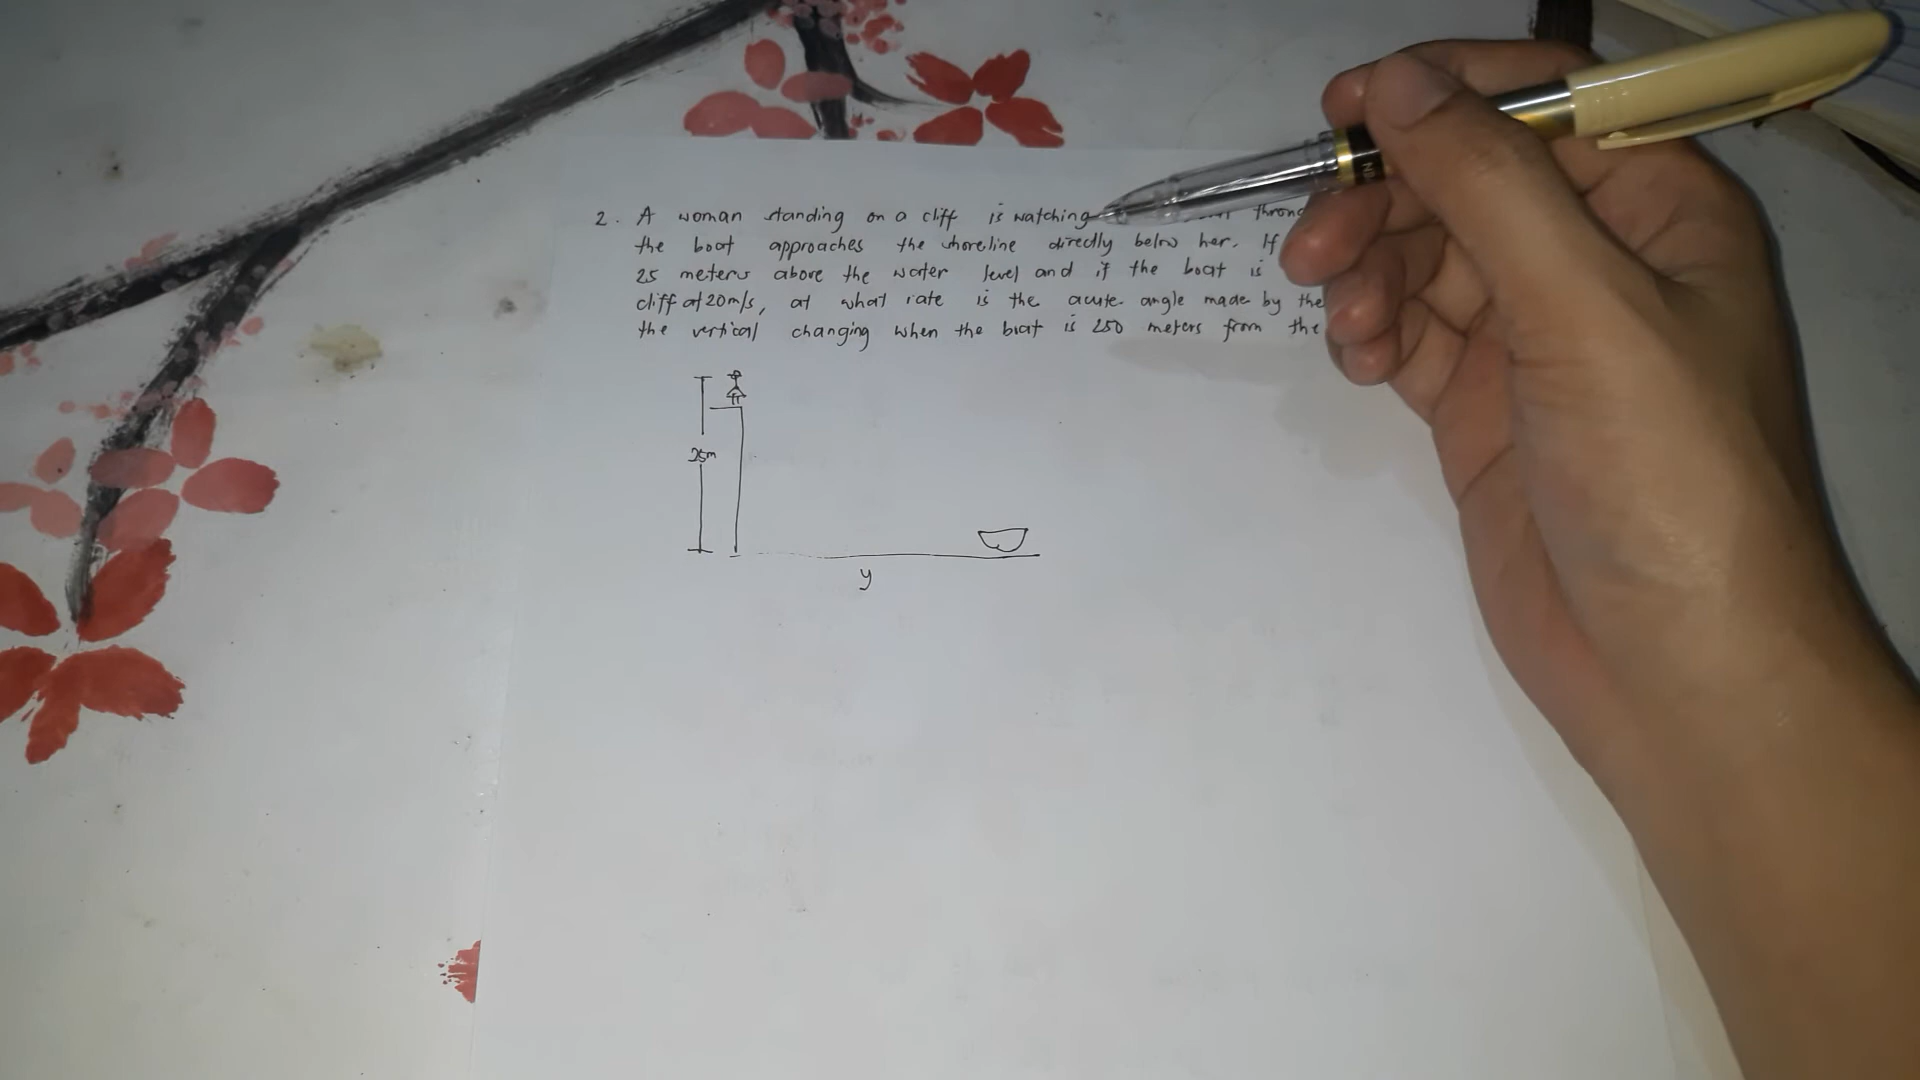 2. A woman standing on a cliff is watching
the boat approaches the shoreline directly below her. If
25 meters above the water level and if the boat is
cliff at 20m/s, at what rate is the acute angle made by the
the vertical changing when the boat is 250 meters from the
25m
y